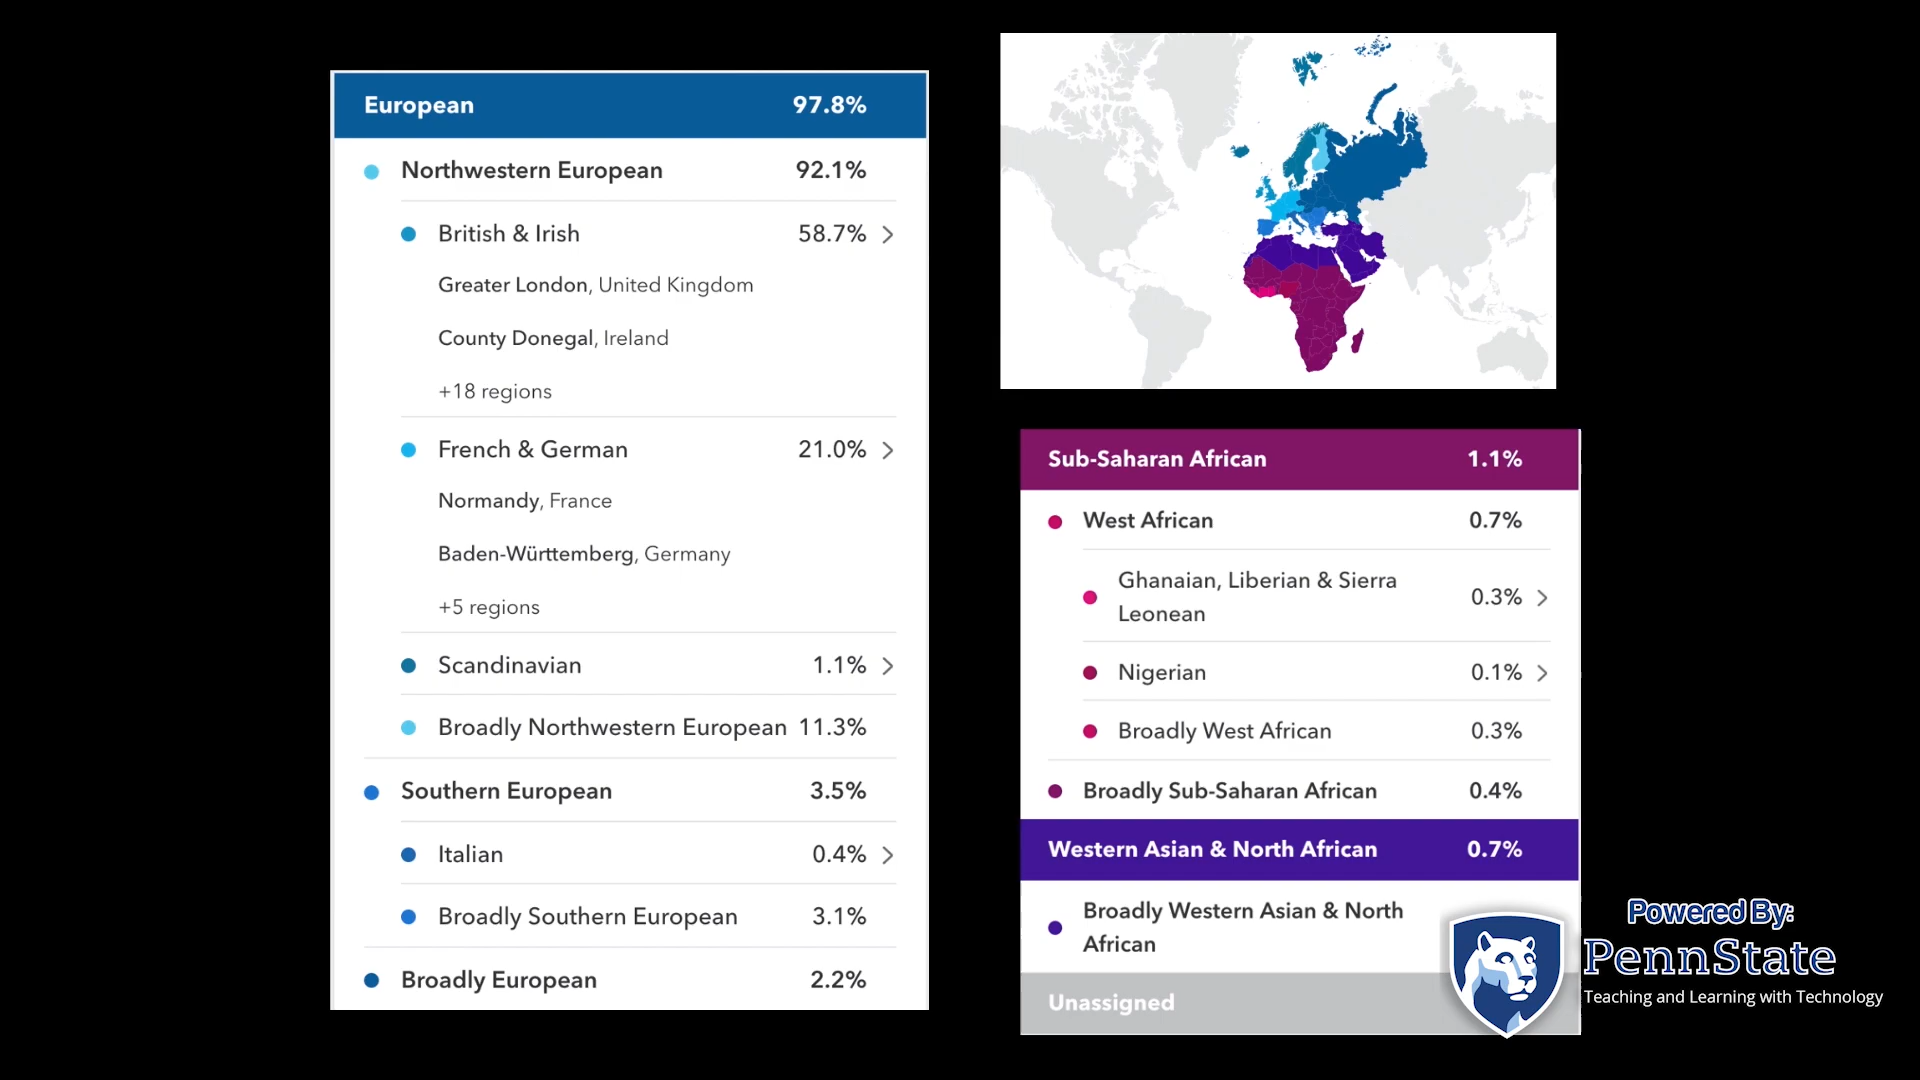 European 97.8%
Northwestern European 92.1%
British & Irish 58.7%
Greater London, United Kingdom
County Donegal, Ireland
+18 regions
French & German 21.0%
Normandy, France
Baden-Württemberg, Germany
+5 regions
Scandinavian 1.1%
Broadly Northwestern European 11.3%
Southern European 3.5%
Italian 0.4%
Broadly Southern European 3.1%
Broadly European 2.2%
Sub-Saharan African 1.1%
West African 0.7%
Ghanaian, Liberian & Sierra
Leonean 0.3%
Nigerian 0.1%
Broadly West African 0.3%
Broadly Sub-Saharan African 0.4%
Western Asian & North African 0.7%
Broadly Western Asian & North
African
Unassigned
Powered By:
PennState
Teaching and Learning with Technology